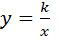 y = k/x